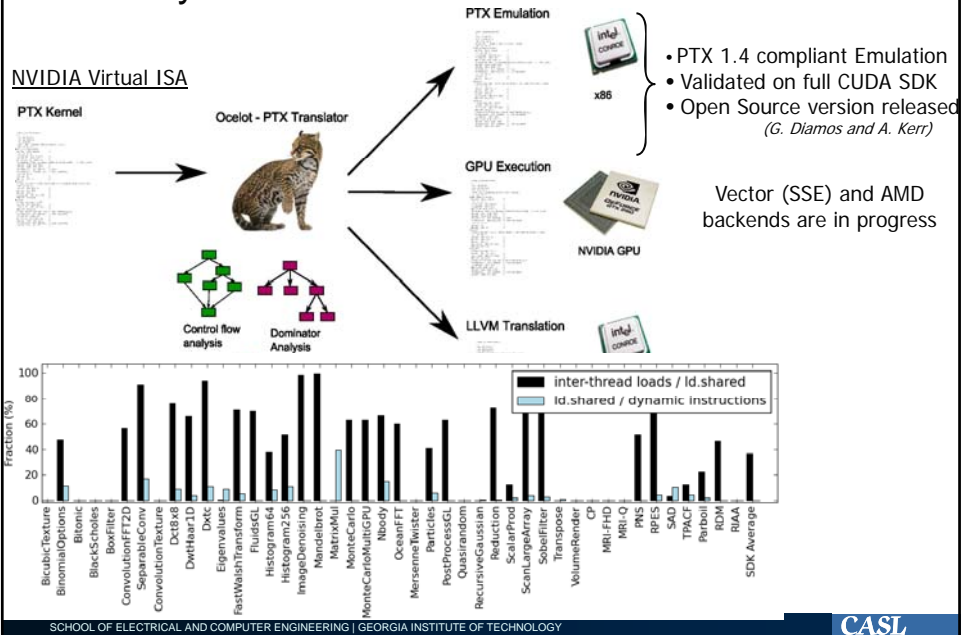 PTX Emulation
NVIDIA Virtual ISA
PTX Kernel
Ocelot - PTX Translator
intel
CONROE
x86
• PTX 1.4 compliant Emulation
• Validated on full CUDA SDK
• Open Source version released
(G. Diamos and A. Kerr)
GPU Execution
NVIDIA
GEFORCE
NVIDIA GPU
Vector (SSE) and AMD
backends are in progress
Control flow
analysis
Dominator
Analysis
LLVM Translation
intel
CONROE
Fraction (%)
100
80
60
40
20
0
inter-thread loads / ld.shared
ld.shared / dynamic instructions
BicubicTexture
BinomialOptions
Bitonic
BlackScholes
BoxFilter
ConvolutionFFT2D
SeparableConv
ConvolutionTexture
Dct8x8
DwtHaar1D
Dxtc
Eigenvalues
FastWalshTransform
FluidsGL
Histogram64
Histogram256
ImageDenoising
Mandelbrot
MatrixMul
MonteCarlo
MonteCarloMultiGPU
Nbody
OceanFFT
MersenneTwister
Particles
PostProcessGL
Quasirandom
RecursiveGaussian
Reduction
ScalarProd
ScanLargeArray
SobelFilter
Transpose
VolumeRender
CP
MRI-FHD
MRI-Q
PNS
RPES
SAD
TPACF
Parboil
RDM
RIAA
SDK Average
SCHOOL OF ELECTRICAL AND COMPUTER ENGINEERING | GEORGIA INSTITUTE OF TECHNOLOGY
CASL